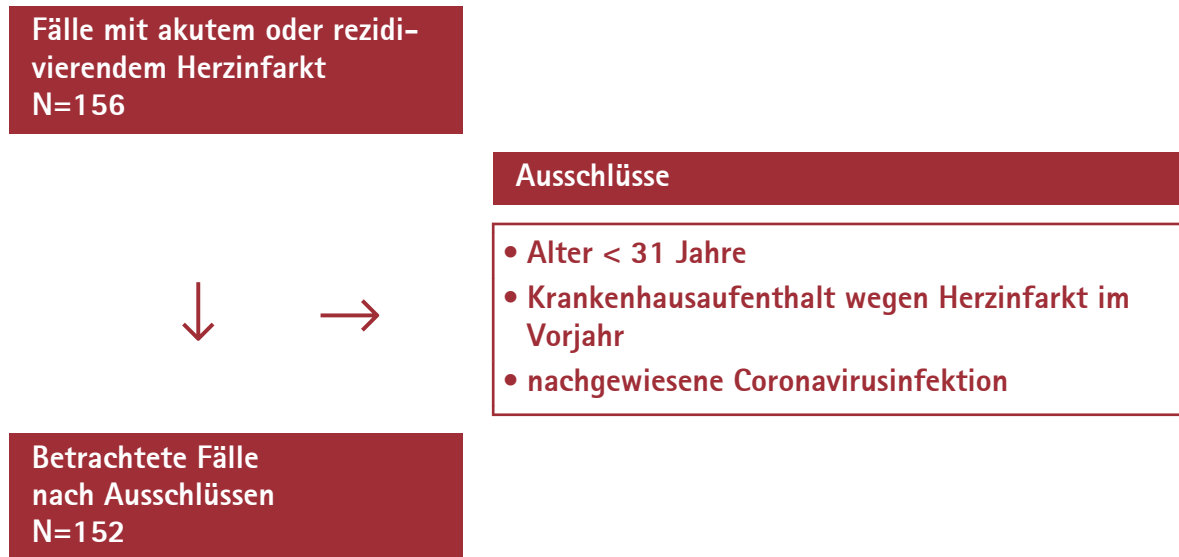 Fälle mit akutem oder rezidi-
vierendem Herzinfarkt
N=156
Ausschlüsse
• Alter < 31 Jahre
• Krankenhausaufenthalt wegen Herzinfarkt im
Vorjahr
• nachgewiesene Coronavirusinfektion
Betrachtete Fälle
nach Ausschlüssen
N=152